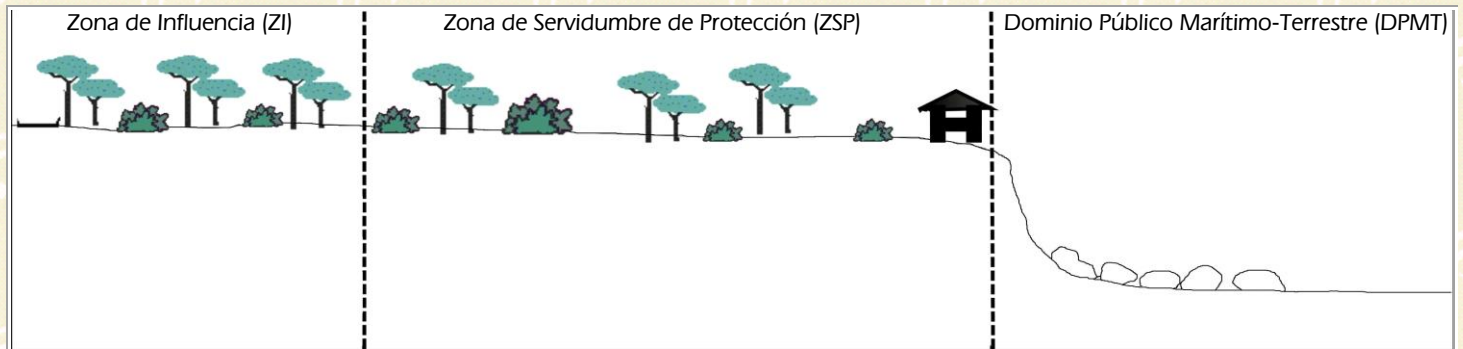 Zona de Influencia (ZI)
Zona de Servidumbre de Protección (ZSP)
Dominio Público Marítimo-Terrestre (DPMT)